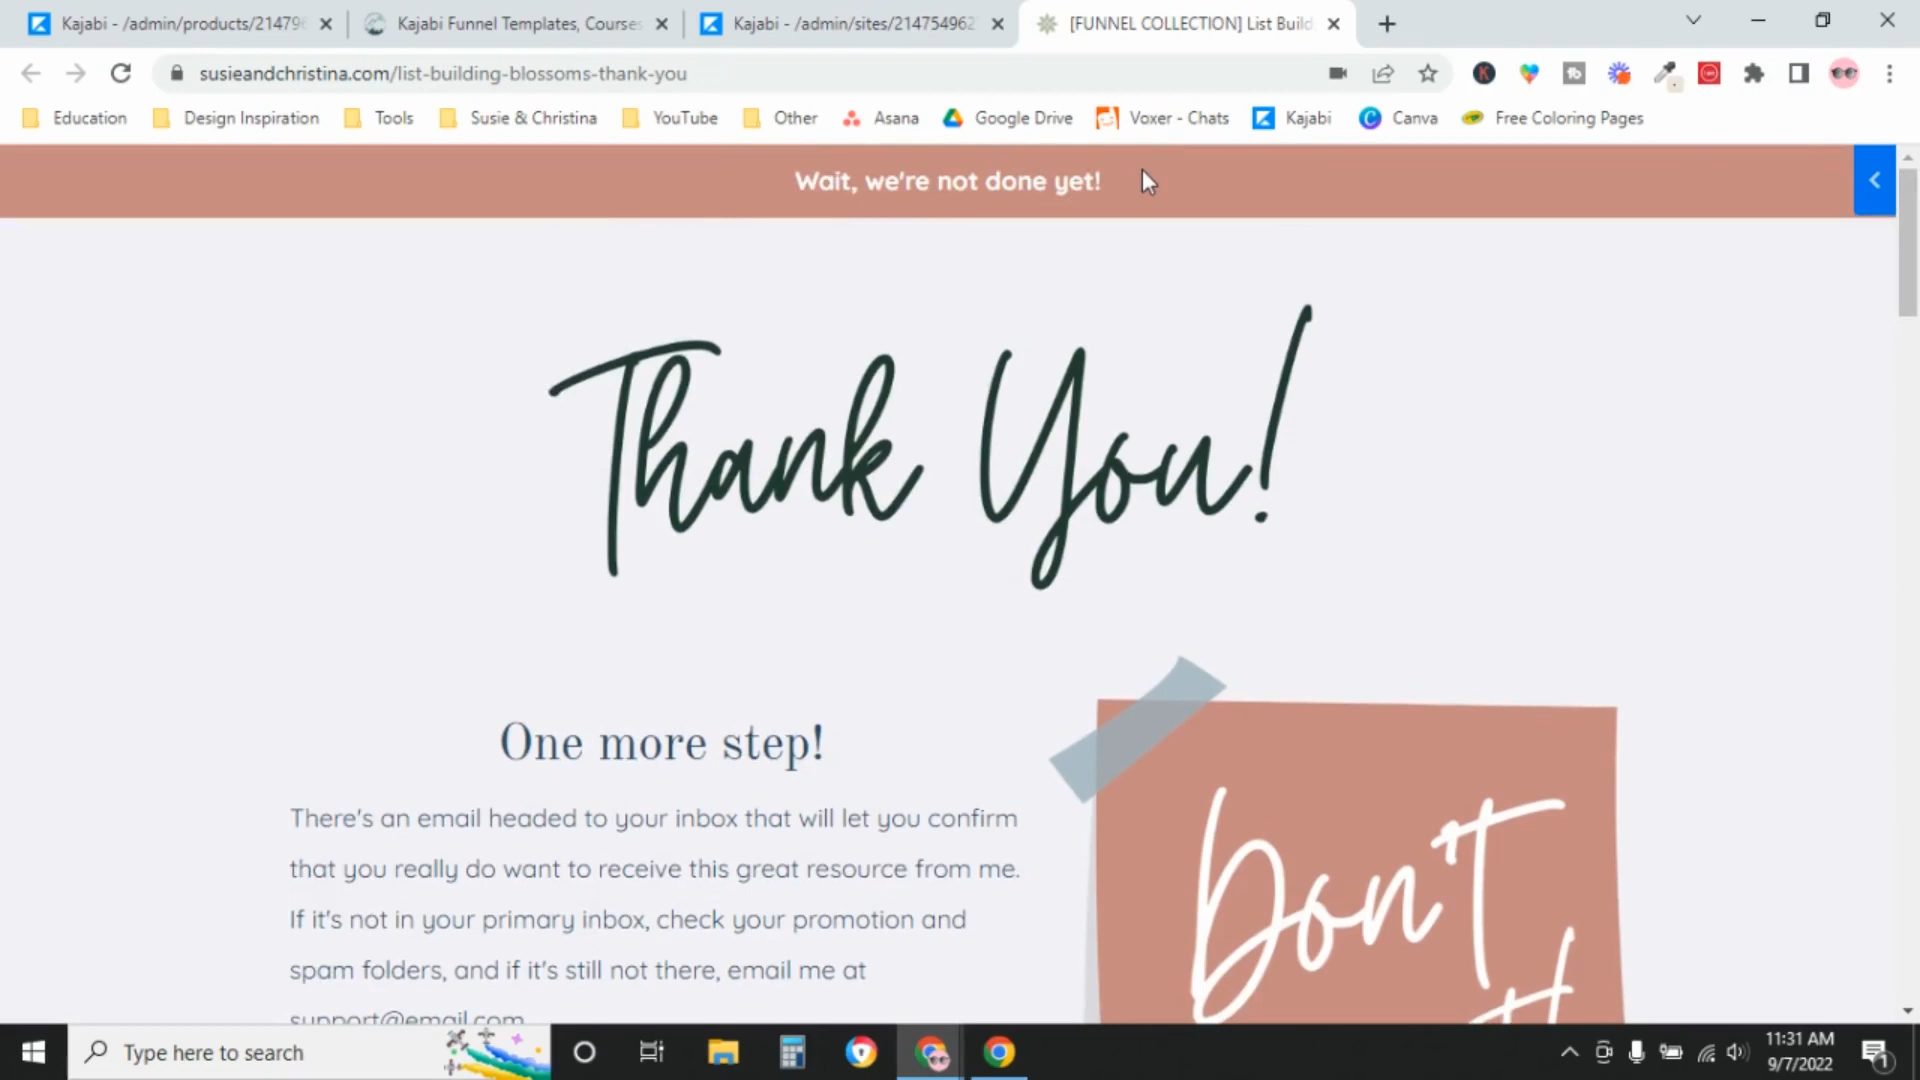 Kajabi - /admin/products/21479
Kajabi Funnel Templates, Courses
Kajabi - /admin/sites/214754962
[FUNNEL COLLECTION] List Build
susieandchristina.com/list-building-blossoms-thank-you
Education
Design Inspiration
Tools
Susie & Christina
YouTube
Other
Asana
Google Drive
Voxer - Chats
Kajabi
Canva
Free Coloring Pages
Wait, we're not done yet!
Thank You!
One more step!
There's an email headed to your inbox that will let you confirm
that you really do want to receive this great resource from me.
If it's not in your primary inbox, check your promotion and
spam folders, and if it's still not there, email me at
support@email.com
Don't
Type here to search
11:31 AM
9/7/2022
1